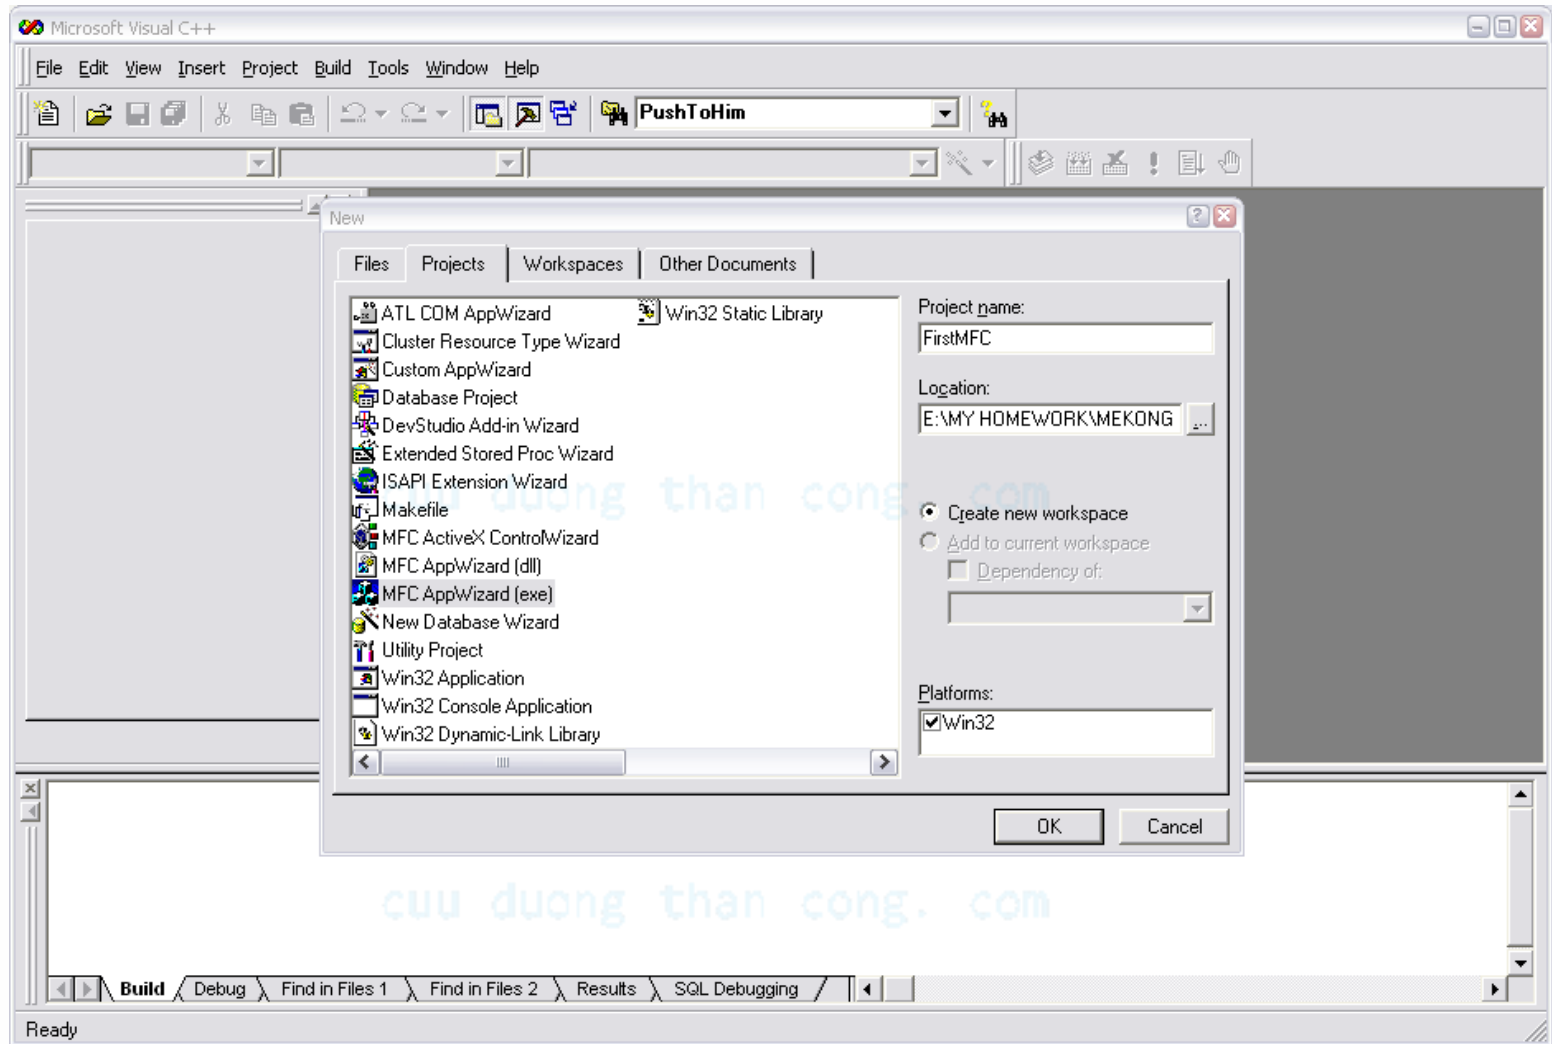 Microsoft Visual C++
File Edit View Insert Project Build Tools Window Help
PushToHim
New
Files Projects Workspaces Other Documents
ATL COM AppWizard
Cluster Resource Type Wizard
Custom AppWizard
Database Project
DevStudio Add-in Wizard
Extended Stored Proc Wizard
ISAPI Extension Wizard
Makefile
MFC ActiveX ControlWizard
MFC AppWizard (dll)
MFC AppWizard (exe)
New Database Wizard
Utility Project
Win32 Application
Win32 Console Application
Win32 Dynamic-Link Library
Win32 Static Library
Project name:
FirstMFC
Location:
E:\MY HOMEWORK\MEKONG
...
Create new workspace
Add to current workspace
Dependency of:
Platforms:
Win32
OK Cancel
cuu duong than cong. com
cuu duong than cong. com
Build Debug Find in Files 1 Find in Files 2 Results SQL Debugging
Ready